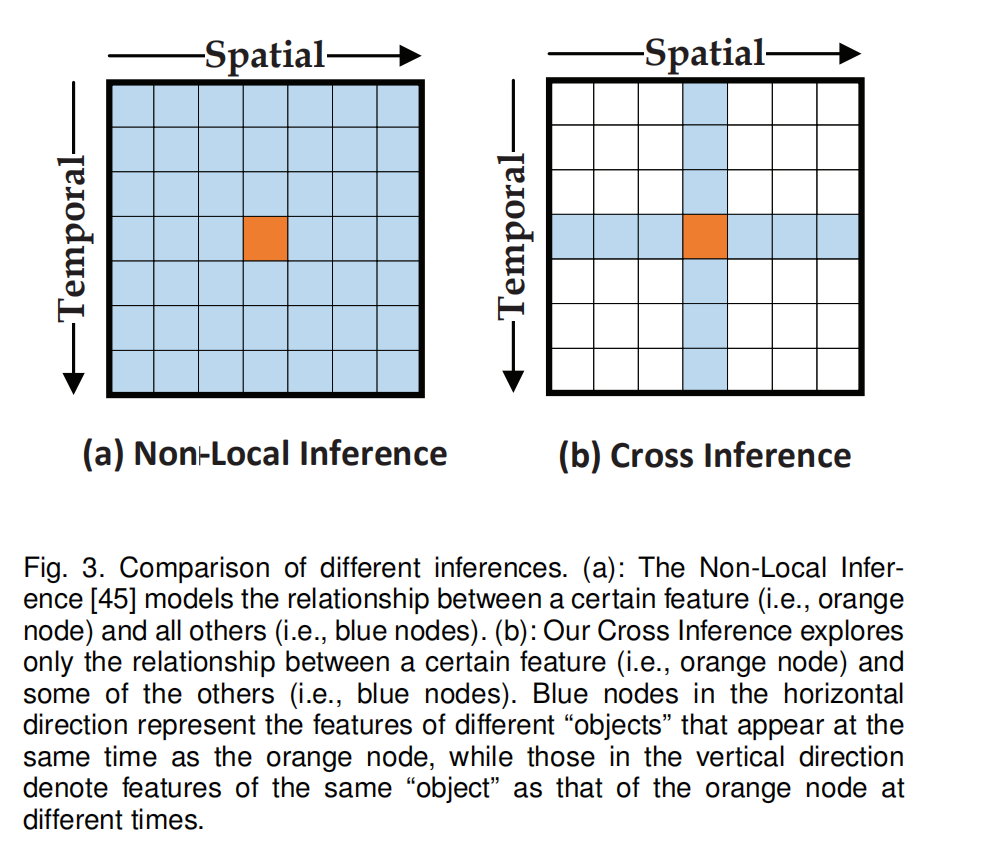 Spatial
Spatial
Temporal
Temporal
(a) Non-Local Inference
(b) Cross Inference
Fig. 3. Comparison of different inferences. (a): The Non-Local Infer-
ence [45] models the relationship between a certain feature (i.e., orange
node) and all others (i.e., blue nodes). (b): Our Cross Inference explores
only the relationship between a certain feature (i.e., orange node) and
some of the others (i.e., blue nodes). Blue nodes in the horizontal
direction represent the features of different “objects” that appear at the
same time as the orange node, while those in the vertical direction
denote features of the same “object” as that of the orange node at
different times.